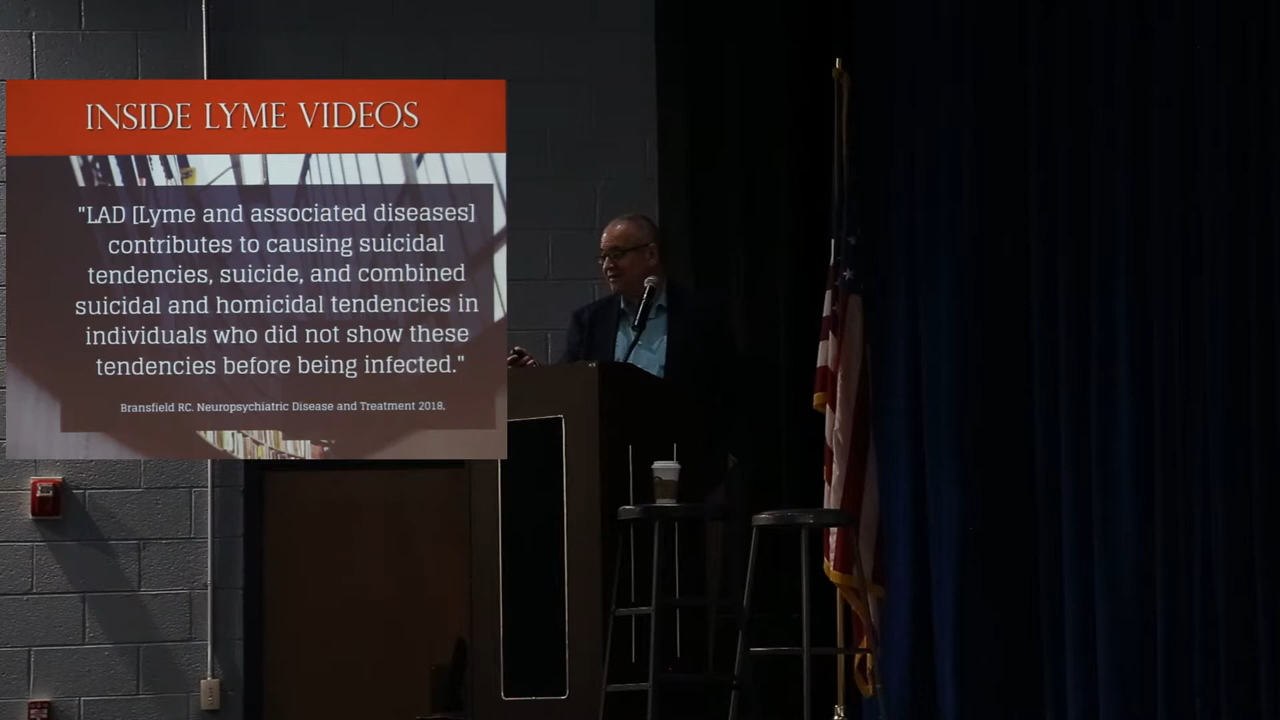 INSIDE LYME VIDEOS
"LAD [Lyme and associated diseases]
contributes to causing suicidal
tendencies, suicide, and combined
suicidal and homicidal tendencies in
individuals who did not show these
tendencies before being infected."
Bransfield RC. Neuropsychiatric Disease and Treatment 2018.